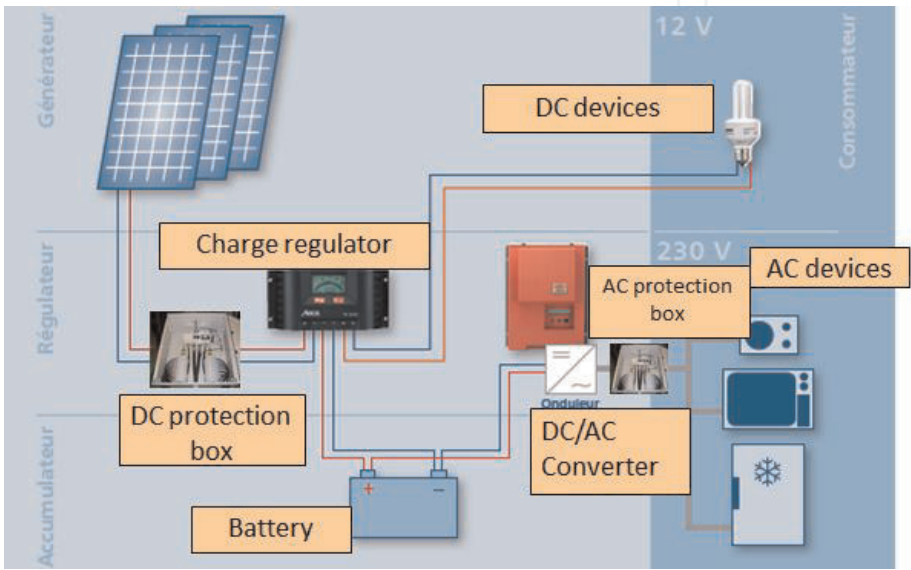 Générateur
12 V
Consommateur
DC devices
Charge regulator
Régulateur
230 V
AC devices
AC protection
box
DC protection
box
Onduleur
DC/AC
Converter
Accumulateur
+ −
Battery